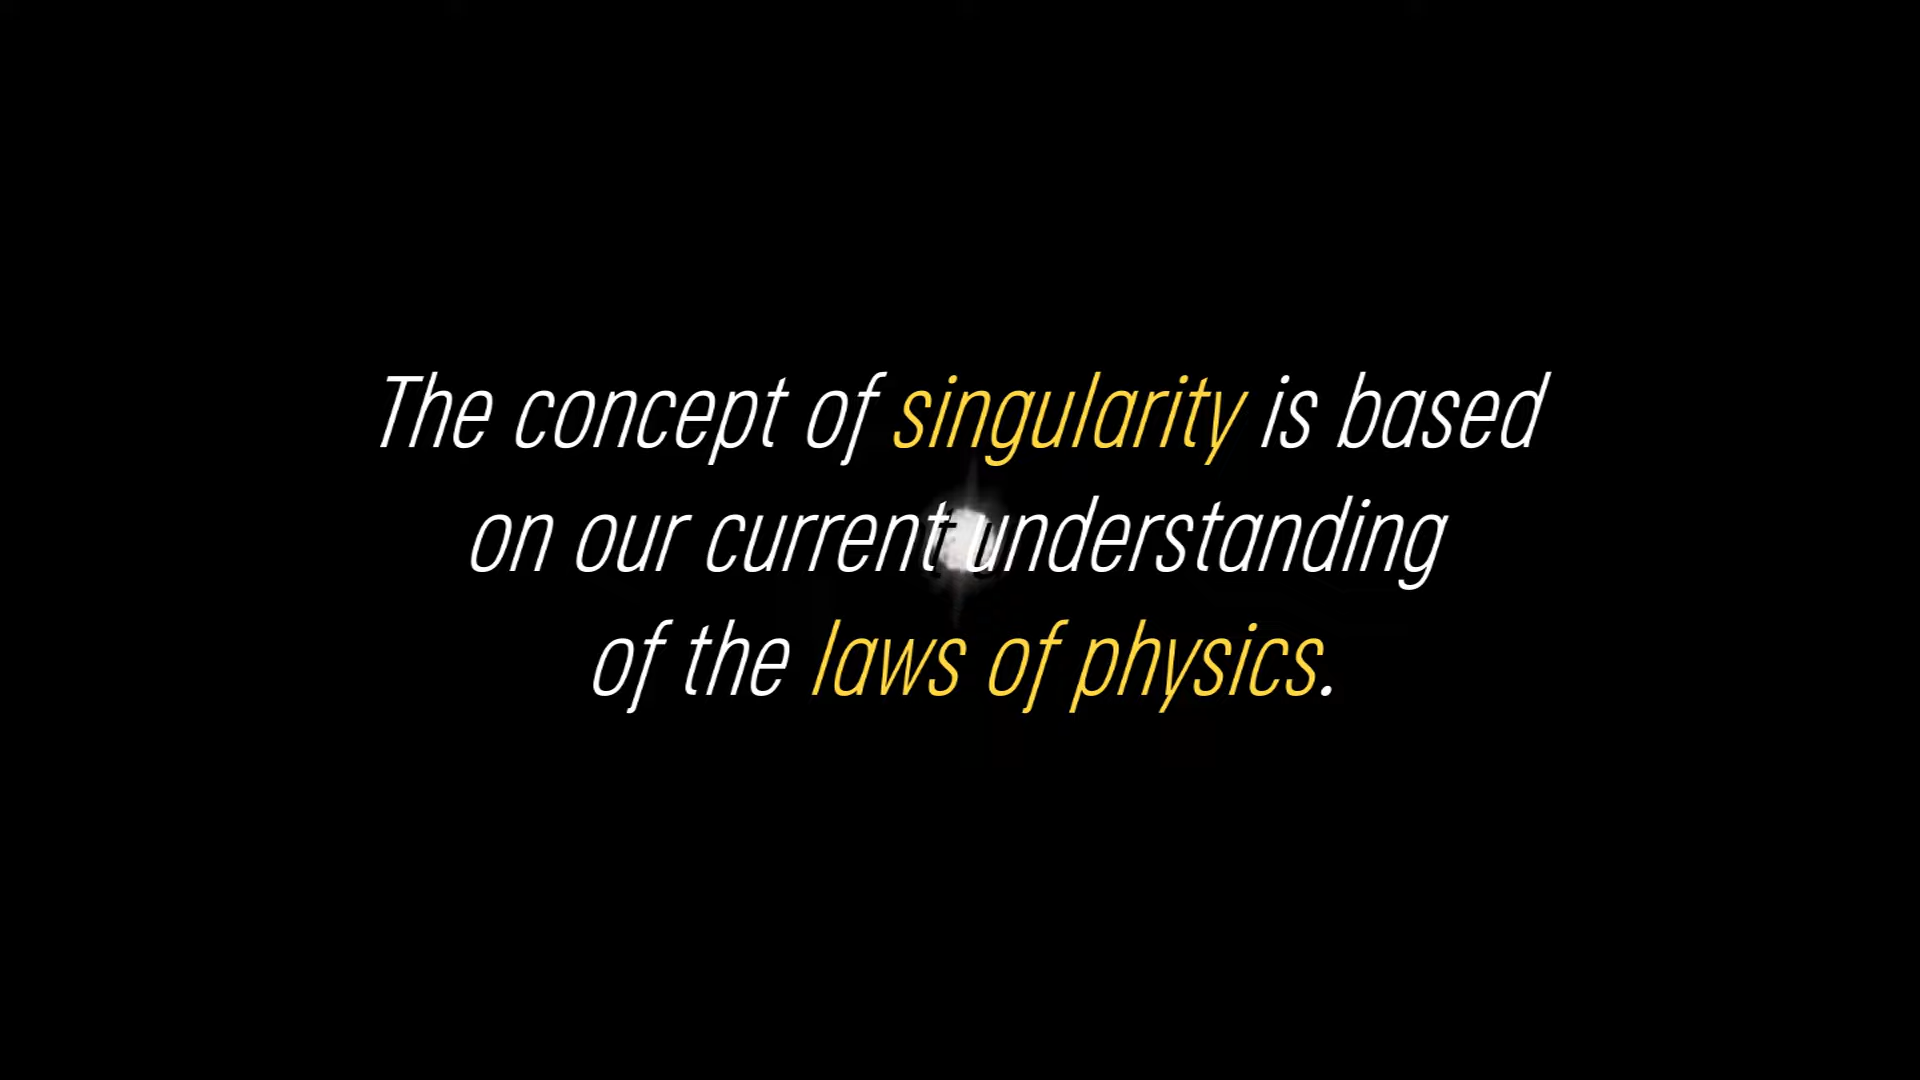 The concept of singularity is based
on our current understanding
of the laws of physics.